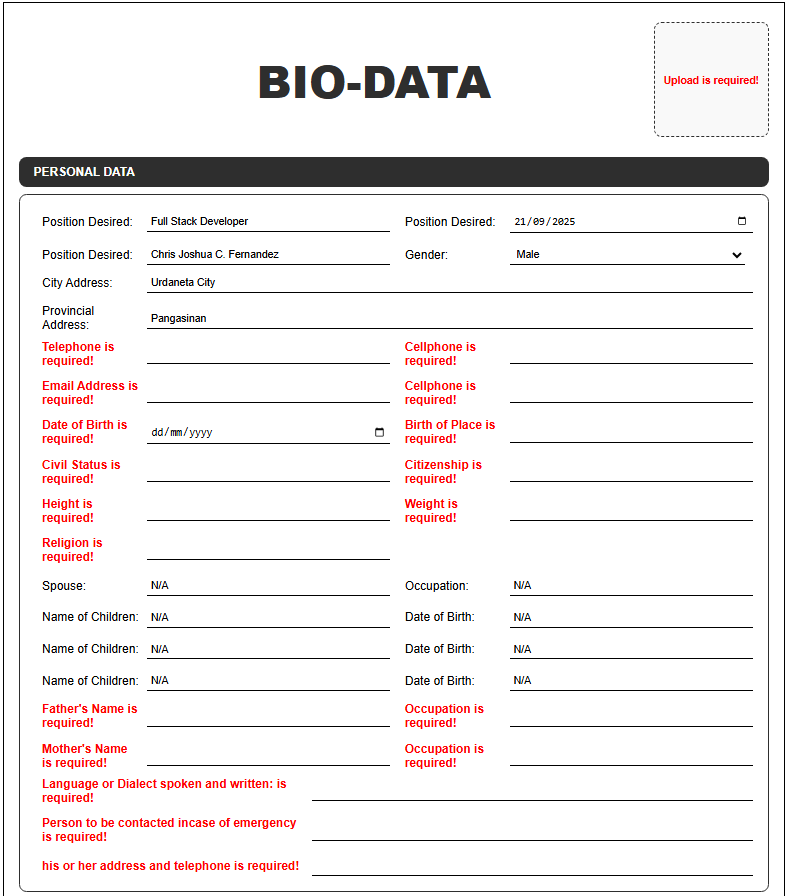 BIO-DATA
Upload is required!
PERSONAL DATA
Position Desired: Full Stack Developer Position Desired: 21/09/2025
Position Desired: Chris Joshua C. Fernandez Gender: Male
City Address: Urdaneta City
Provincial
Address: Pangasinan
Telephone is
required!
Cellphone is
required!
Email Address is
required!
Cellphone is
required!
Date of Birth is
required!
dd/mm/yyyy
Birth of Place is
required!
Civil Status is
required!
Citizenship is
required!
Height is
required!
Weight is
required!
Religion is
required!
Spouse: N/A Occupation: N/A
Name of Children: N/A Date of Birth: N/A
Name of Children: N/A Date of Birth: N/A
Name of Children: N/A Date of Birth: N/A
Father's Name is
required!
Occupation is
required!
Mother's Name
is required!
Occupation is
required!
Language or Dialect spoken and written: is
required!
Person to be contacted incase of emergency
is required!
his or her address and telephone is required!